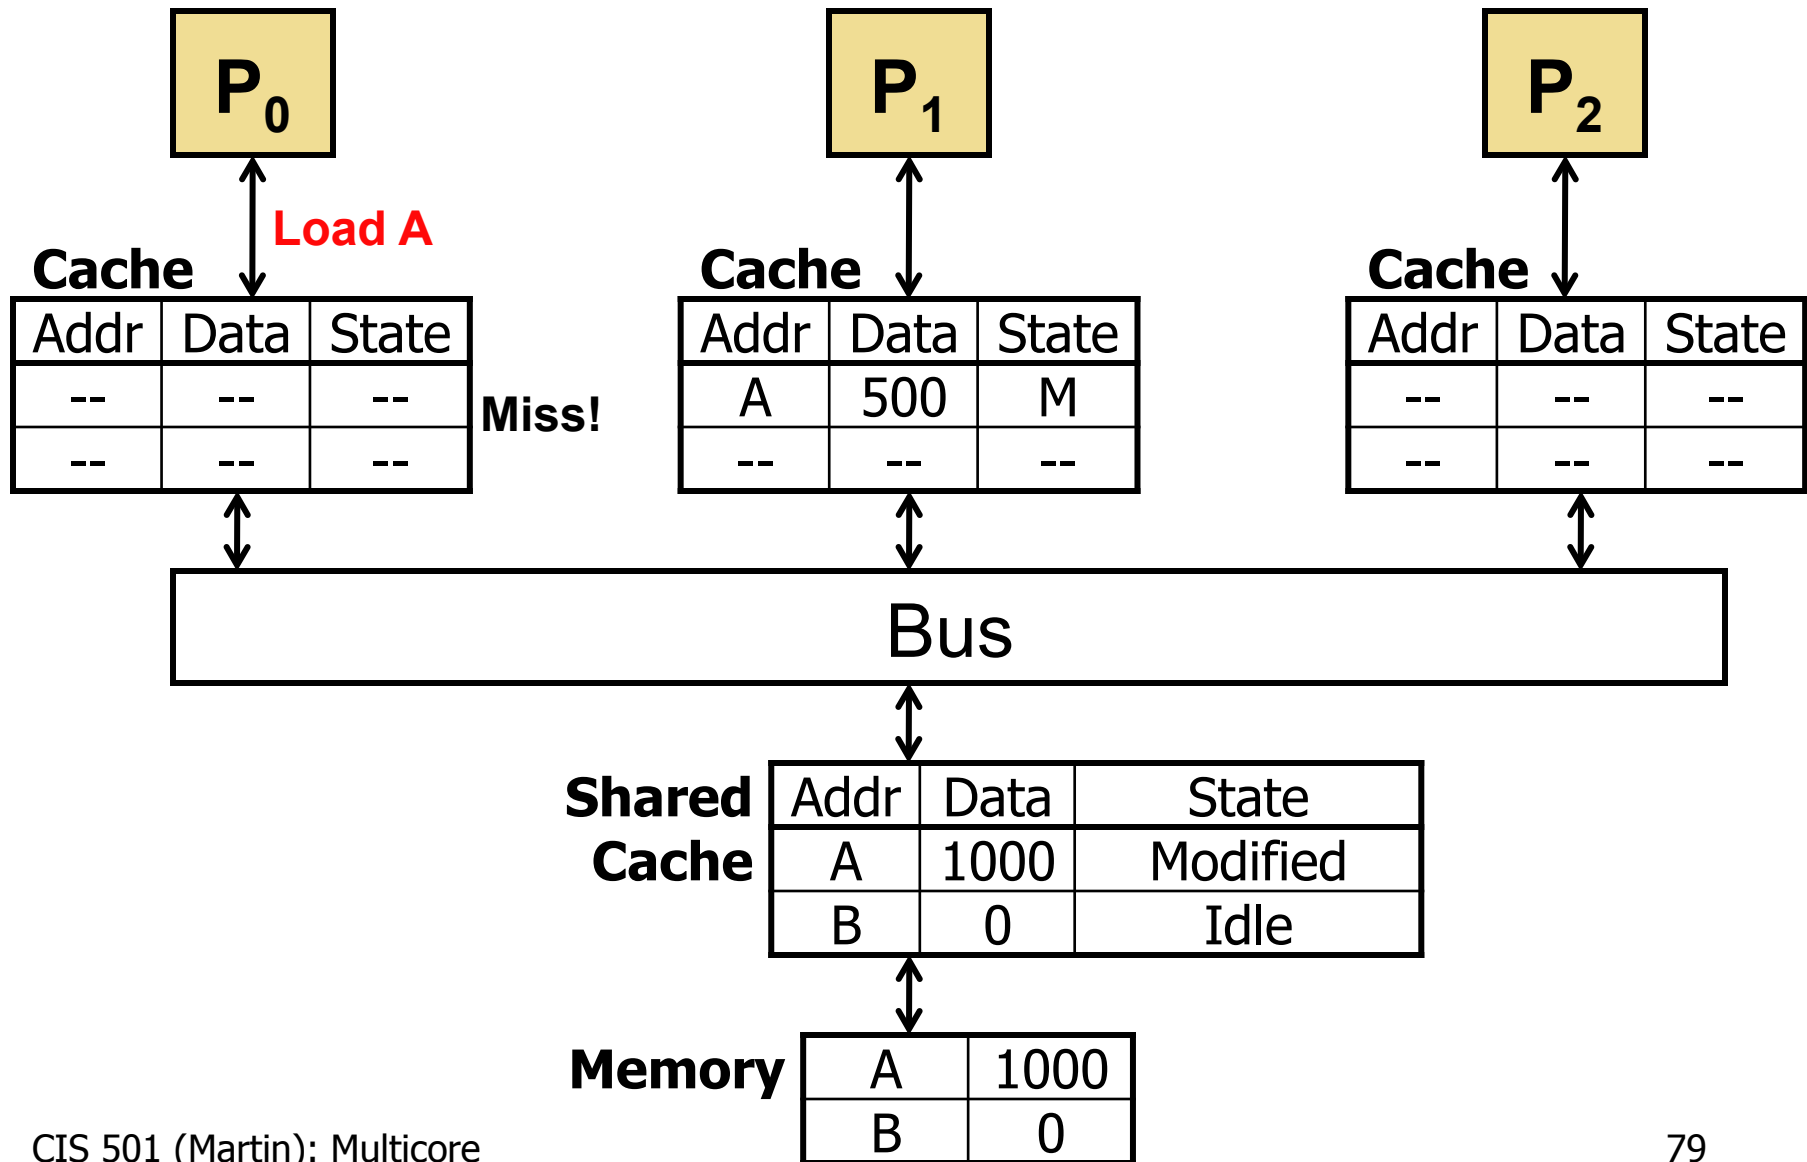 P0 P1 P2
Load A
Cache Cache Cache
Addr Data State Addr Data State Addr Data State
-- -- -- Miss! A 500 M -- -- --
-- -- -- -- -- -- -- -- --
Bus
Shared Addr Data State
Cache A 1000 Modified
B 0 Idle
Memory A 1000
B 0
CIS 501 (Martin): Multicore 79